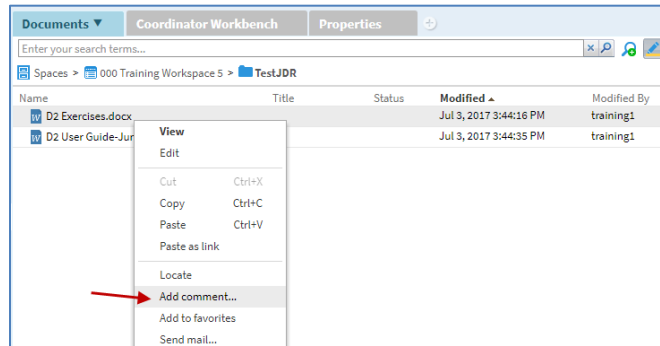 Documents ▼ Coordinator Workbench Properties
Enter your search terms...
Spaces > 000 Training Workspace 5 > TestJDR
Name Title Status Modified Modified By
D2 Exercises.docx Jul 3, 2017 3:44:16 PM training1
D2 User Guide-Jun Jul 3, 2017 3:44:35 PM training1
View
Edit
Cut Ctrl+X
Copy Ctrl+C
Paste Ctrl+V
Paste as link
Locate
Add comment...
Add to favorites
Send mail...